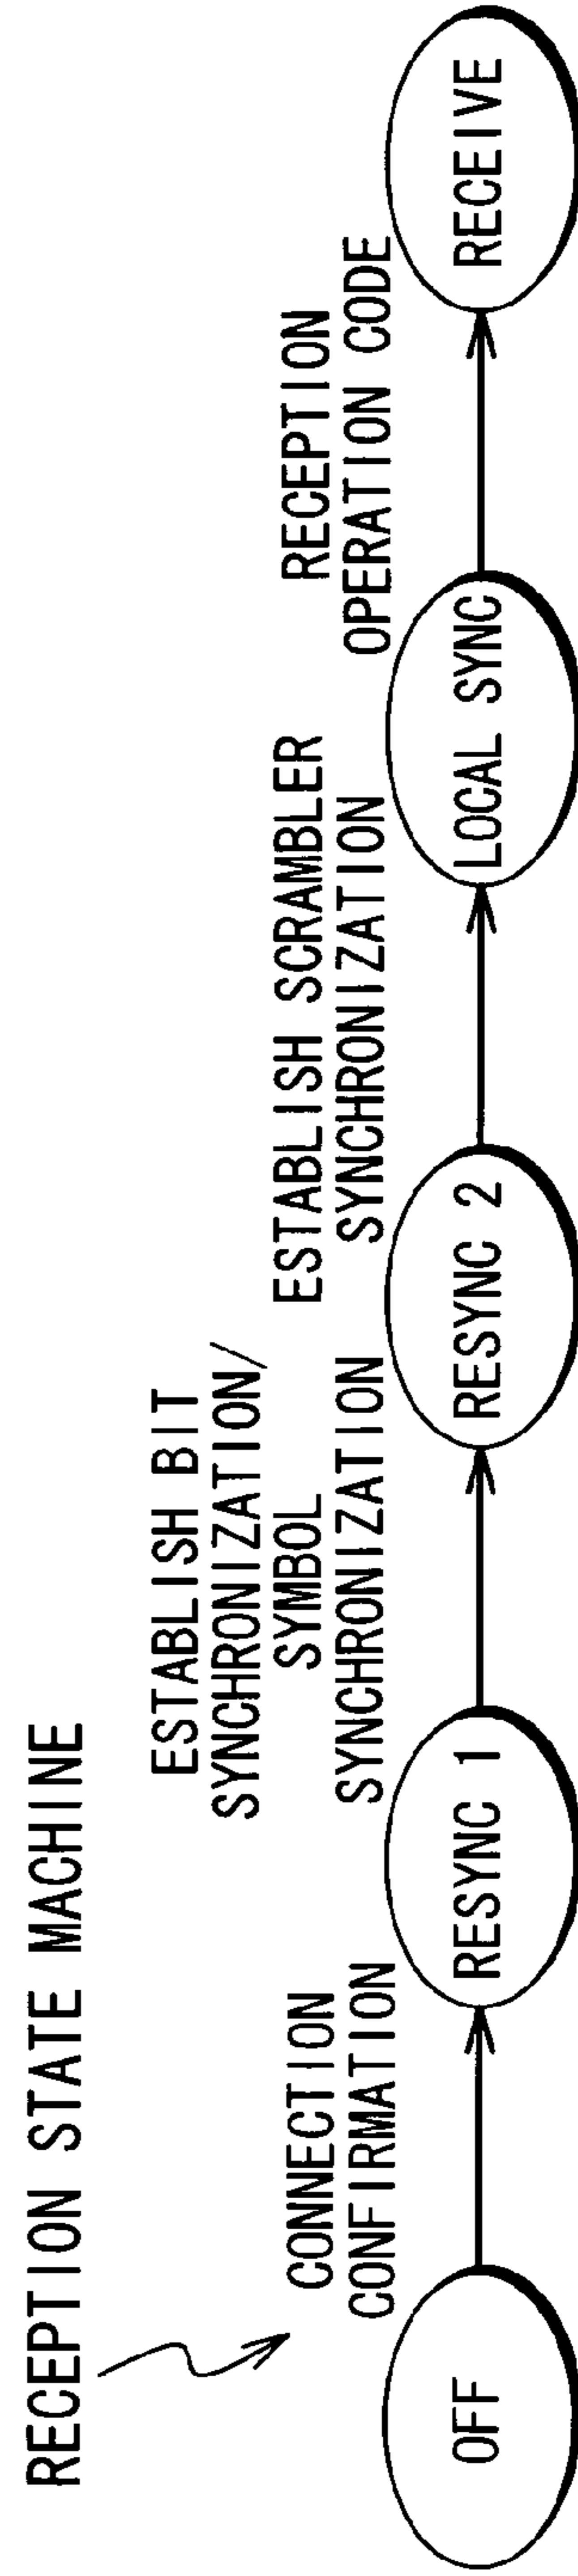 RECEPTION STATE MACHINE
CONNECTION
CONFIRMATION
ESTABLISH BIT
SYNCHRONIZATION/
SYMBOL
SYNCHRONIZATION
ESTABLISH SCRAMBLER
SYNCHRONIZATION
RECEPTION
OPERATION CODE
OFF
RESYNC 1
RESYNC 2
LOCAL SYNC
RECEIVE